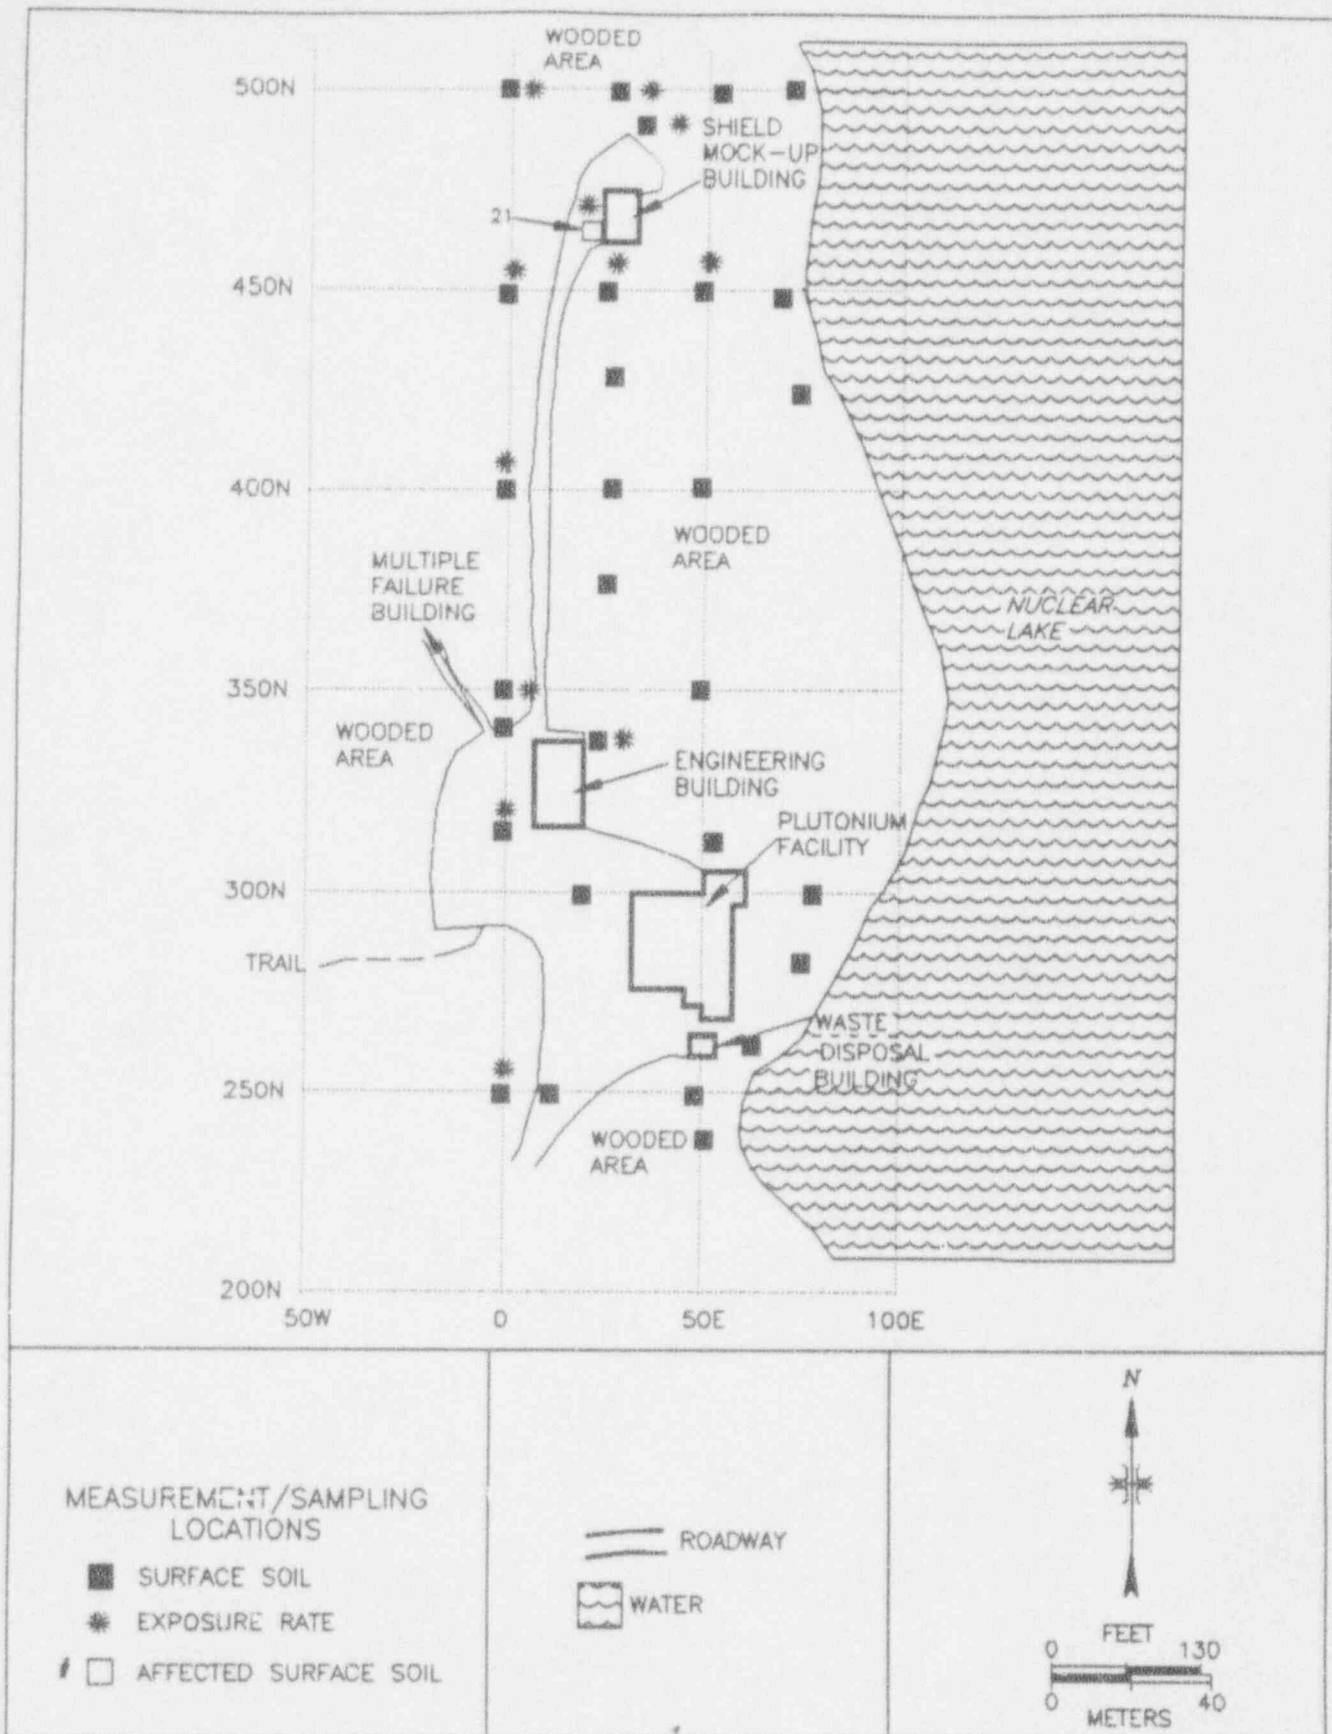 WOODED
AREA
500N
SHIELD
MOCK-UP
BUILDING
21
450N
400N
WOODED
AREA
MULTIPLE
FAILURE
BUILDING
NUCLEAR
LAKE
350N
WOODED
AREA
ENGINEERING
BUILDING
PLUTONIUM
FACILITY
300N
TRAIL
WASTE
DISPOSAL
BUILDING
250N
WOODED
AREA
200N
50W 0 50E 100E
MEASUREMENT/SAMPLING
LOCATIONS
SURFACE SOIL
EXPOSURE RATE
# AFFECTED SURFACE SOIL
ROADWAY
WATER
N
FEET
0 130
0 40
METERS